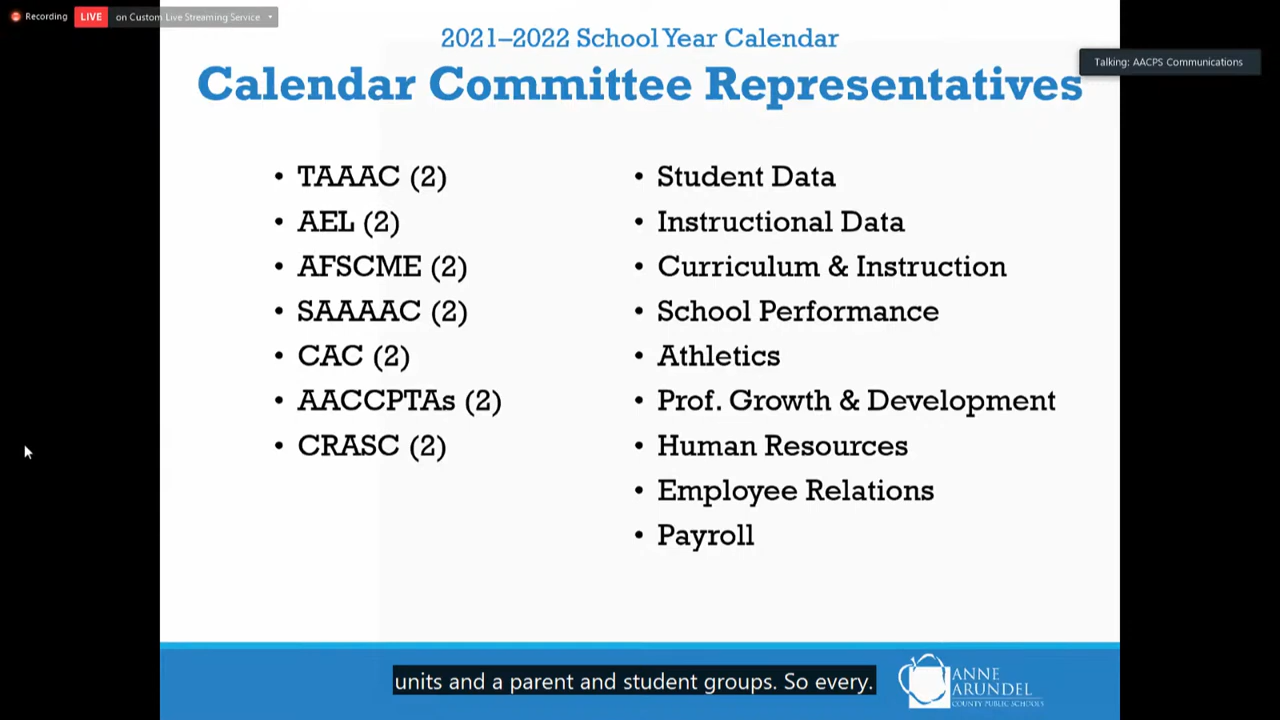 Recording
LIVE
on Custom Live Streaming Service
2021–2022 School Year Calendar
Talking: AACPS Communications
Calendar Committee Representatives
• TAAAC (2)
• AEL (2)
• AFSCME (2)
• SAAAAC (2)
• CAC (2)
• AACCPTAs (2)
• CRASC (2)
• Student Data
• Instructional Data
• Curriculum & Instruction
• School Performance
• Athletics
• Prof. Growth & Development
• Human Resources
• Employee Relations
• Payroll
units and a parent and student groups. So every.
ANNE
ARUNDEL
COUNTY PUBLIC SCHOOLS